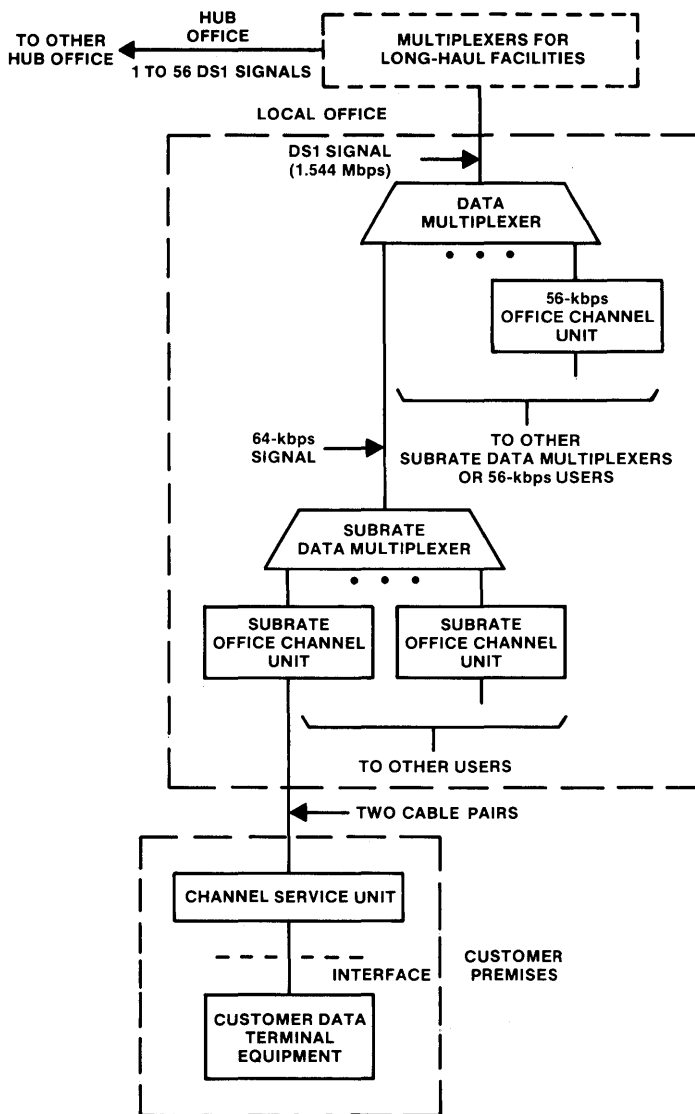 HUB
OFFICE
TO OTHER
HUB OFFICE
1 TO 56 DS1 SIGNALS
MULTIPLEXERS FOR
LONG-HAUL FACILITIES
LOCAL OFFICE
DS1 SIGNAL
(1.544 Mbps)
DATA
MULTIPLEXER
56-kbps
OFFICE CHANNEL
UNIT
64-kbps
SIGNAL
TO OTHER
SUBRATE DATA MULTIPLEXERS
OR 56-kbps USERS
SUBRATE
DATA MULTIPLEXER
SUBRATE
OFFICE CHANNEL
UNIT
SUBRATE
OFFICE CHANNEL
UNIT
TO OTHER USERS
TWO CABLE PAIRS
CHANNEL SERVICE UNIT
INTERFACE
CUSTOMER
PREMISES
CUSTOMER DATA
TERMINAL
EQUIPMENT